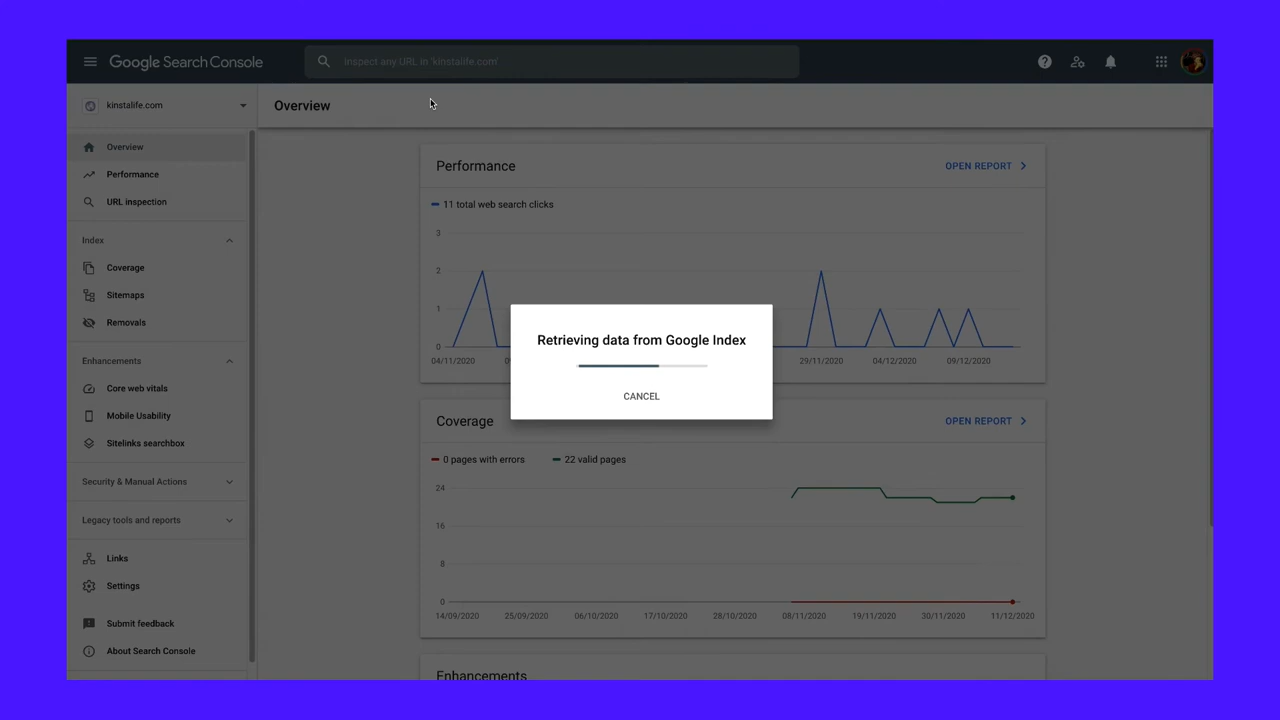 Google Search Console
Inspect any URL in 'kinstalife.com'
kinstalife.com
Overview
Performance
URL inspection
Index
Coverage
Sitemaps
Removals
Enhancements
Core web vitals
Mobile Usability
Sitelinks searchbox
Security & Manual Actions
Legacy tools and reports
Links
Settings
Submit feedback
About Search Console
Overview
Performance
OPEN REPORT
11 total web search clicks
3
2
1
0
04/11/2020
29/11/2020
04/12/2020
09/12/2020
Retrieving data from Google Index
CANCEL
Coverage
OPEN REPORT
0 pages with errors
22 valid pages
24
16
8
0
14/09/2020
25/09/2020
06/10/2020
17/10/2020
28/10/2020
08/11/2020
19/11/2020
30/11/2020
11/12/2020
Enhancements